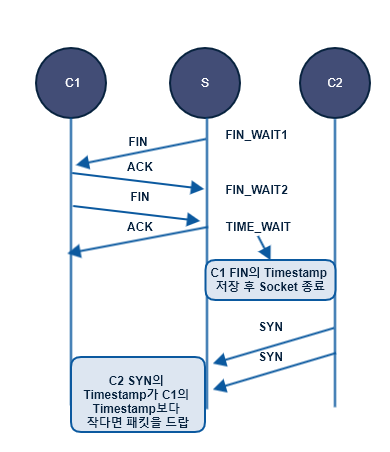 C1
S
C2
FIN
FIN_WAIT1
ACK
FIN_WAIT2
FIN
ACK
TIME_WAIT
C1 FIN의 Timestamp
저장 후 Socket 종료
SYN
SYN
C2 SYN의
Timestamp가 C1의
Timestamp보다
작다면 패킷을 드랍